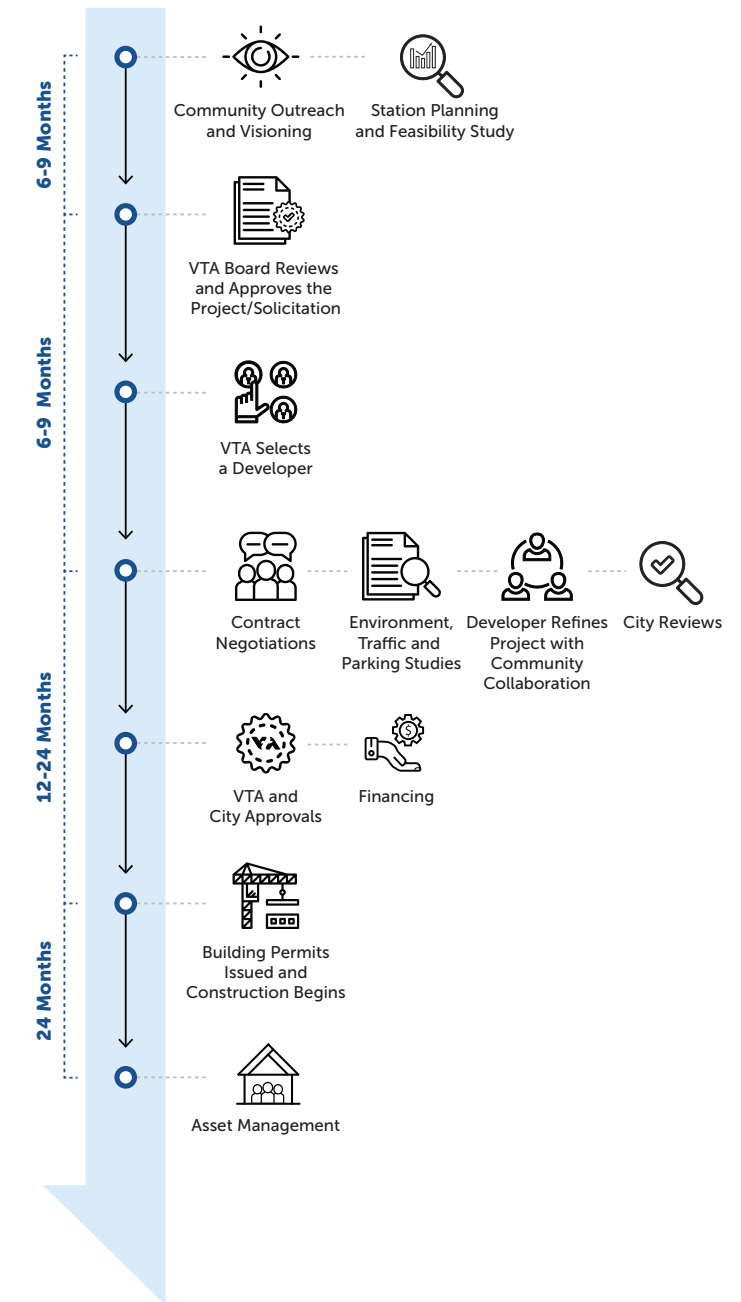 6-9 Months
Community Outreach
and Visioning
Station Planning
and Feasibility Study
VTA Board Reviews
and Approves the
Project/Solicitation
6-9 Months
VTA Selects
a Developer
Contract
Negotiations
Environment,
Traffic and
Parking Studies
Developer Refines
Project with
Community
Collaboration
City Reviews
12-24 Months
VTA
VTA and
City Approvals
$
Financing
Building Permits
Issued and
Construction Begins
24 Months
Asset Management